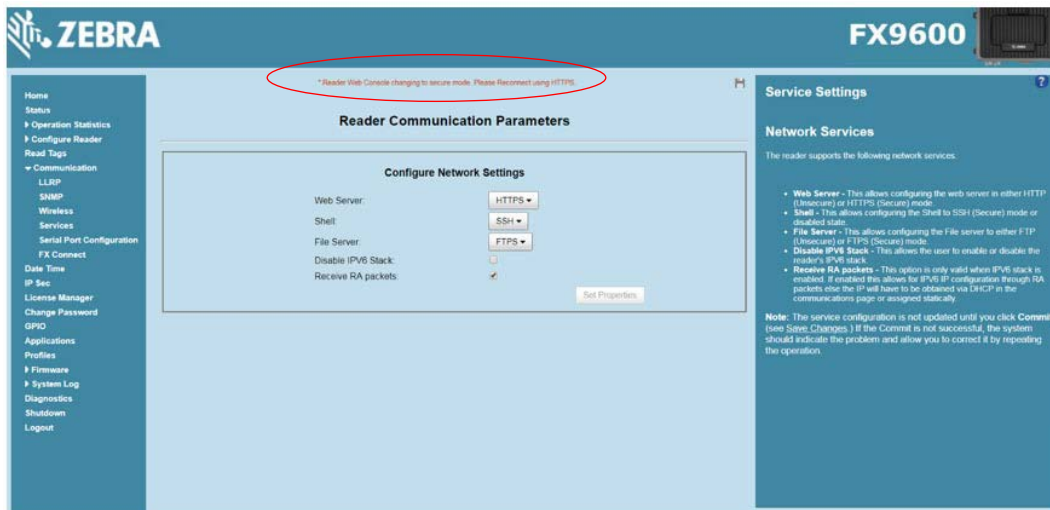 ZEBRA
FX9600
* Reader Web Console changing to secure mode. Please Reconnect using HTTPS.
Home
Status
Operation Statistics
Configure Reader
Read Tags
Communication
LLRP
SNMP
Wireless
Services
Serial Port Configuration
FX Connect
Date Time
IP Sec
License Manager
Change Password
GPIO
Applications
Profiles
Firmware
System Log
Diagnostics
Shutdown
Logout
Reader Communication Parameters
Configure Network Settings
Web Server: HTTPS
Shell: SSH
File Server: FTPS
Disable IPV6 Stack:
Receive RA packets:
Set Properties
?
Service Settings
Network Services
The reader supports the following network services.
• Web Server - This allows configuring the web server in either HTTP
(Unsecure) or HTTPS (Secure) mode.
• Shell - This allows configuring the Shell to SSH (Secure) mode or
disabled state.
• File Server - This allows configuring the File server to either FTP
(Unsecure) or FTPS (Secure) mode.
• Disable IPV6 Stack - This allows the user to enable or disable the
reader's IPV6 stack.
• Receive RA packets - This option is only valid when IPV6 stack is
enabled. If enabled this allows for IPV6 IP configuration through RA
packets else the IP will have to be obtained via DHCP in the
communications page or assigned statically.
Note: The service configuration is not updated until you click Commit
(see Save Changes.) If the Commit is not successful, the system
should indicate the problem and allow you to correct it by repeating
the operation.